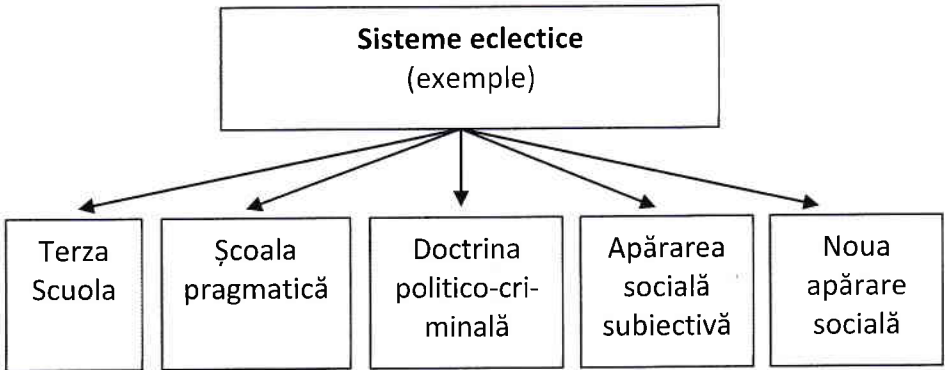 Sisteme eclectice
(exemple)
Terza
Scuola
Școala
pragmatică
Doctrina
politico-cri-
minală
Apărarea
socială
subiectivă
Noua
apărare
socială